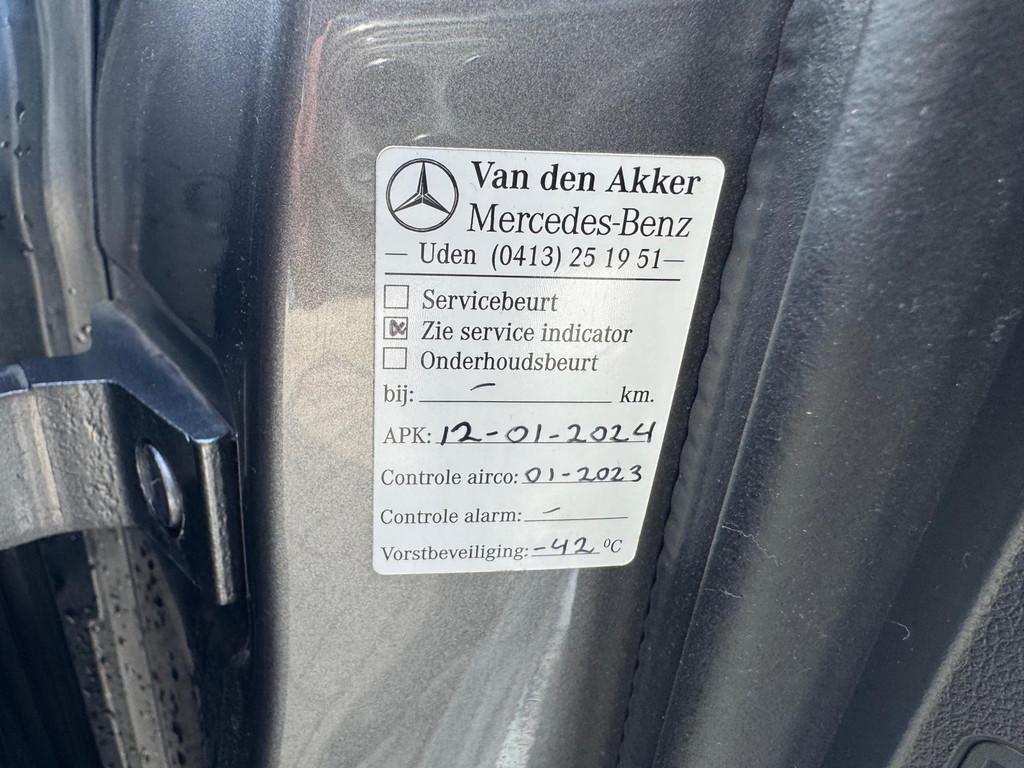 Van den Akker
Mercedes-Benz
— Uden (0413) 25 19 51—
Servicebeurt
Zie service indicator
Onderhoudsbeurt
bij: - km.
APK: 12-01-2024
Controle airco: 01-2023
Controle alarm: -
Vorstbeveiliging: -42 °C